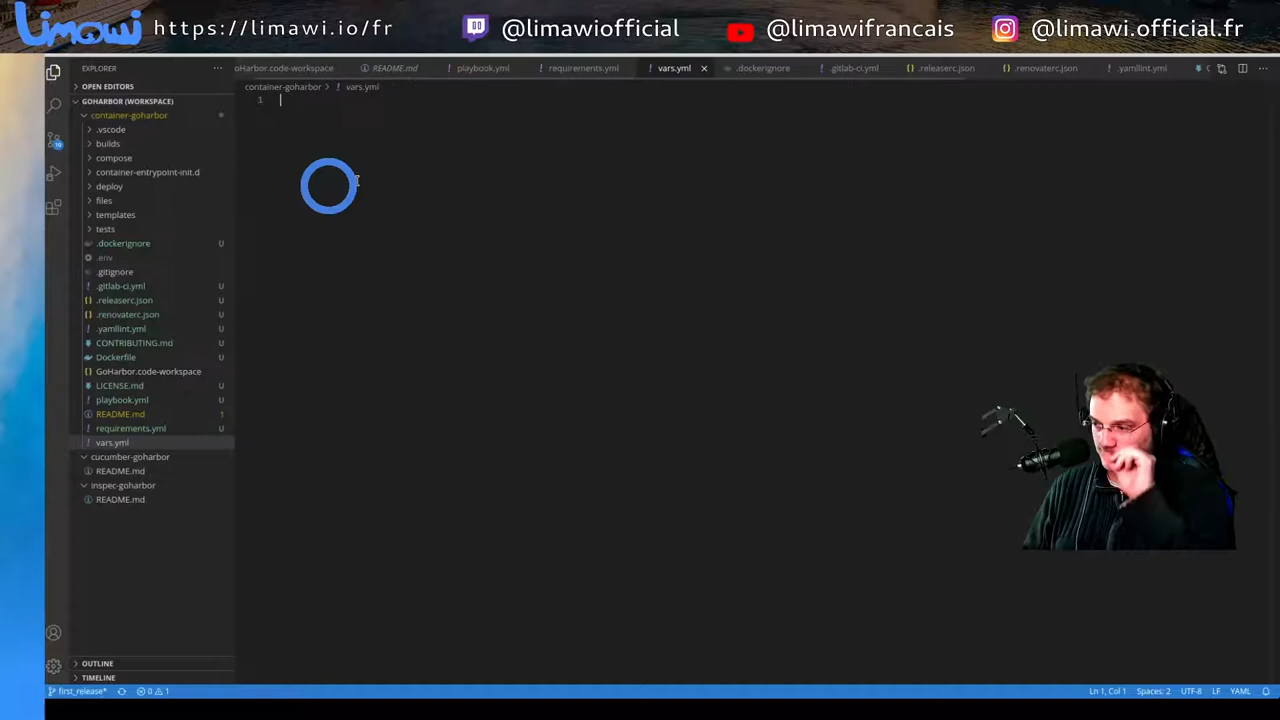 Limawi https://limawi.io/fr @limawiofficial @limawifrancais @limawi.official.fr
EXPLORER ··· oHarbor.code-workspace README.md playbook.yml requirements.yml vars.yml .dockerignore .gitlab-ci.yml .releaserc.json .renovaterc.json .yamllint.yml
OPEN EDITORS
container-goharbor > vars.yml
GOHARBOR (WORKSPACE)
1
container-goharbor
.vscode
builds
10
compose
container-entrypoint-init.d
deploy
files
templates
tests
.dockerignore U
.env
.gitignore
.gitlab-ci.yml U
.releaserc.json U
.renovaterc.json U
.yamllint.yml U
CONTRIBUTING.md U
Dockerfile U
GoHarbor.code-workspace
LICENSE.md U
playbook.yml U
README.md 1
requirements.yml U
vars.yml
cucumber-goharbor
README.md
inspec-goharbor
README.md
OUTLINE
TIMELINE
first_release* 0 1 Ln 1, Col 1 Spaces: 2 UTF-8 LF YAML